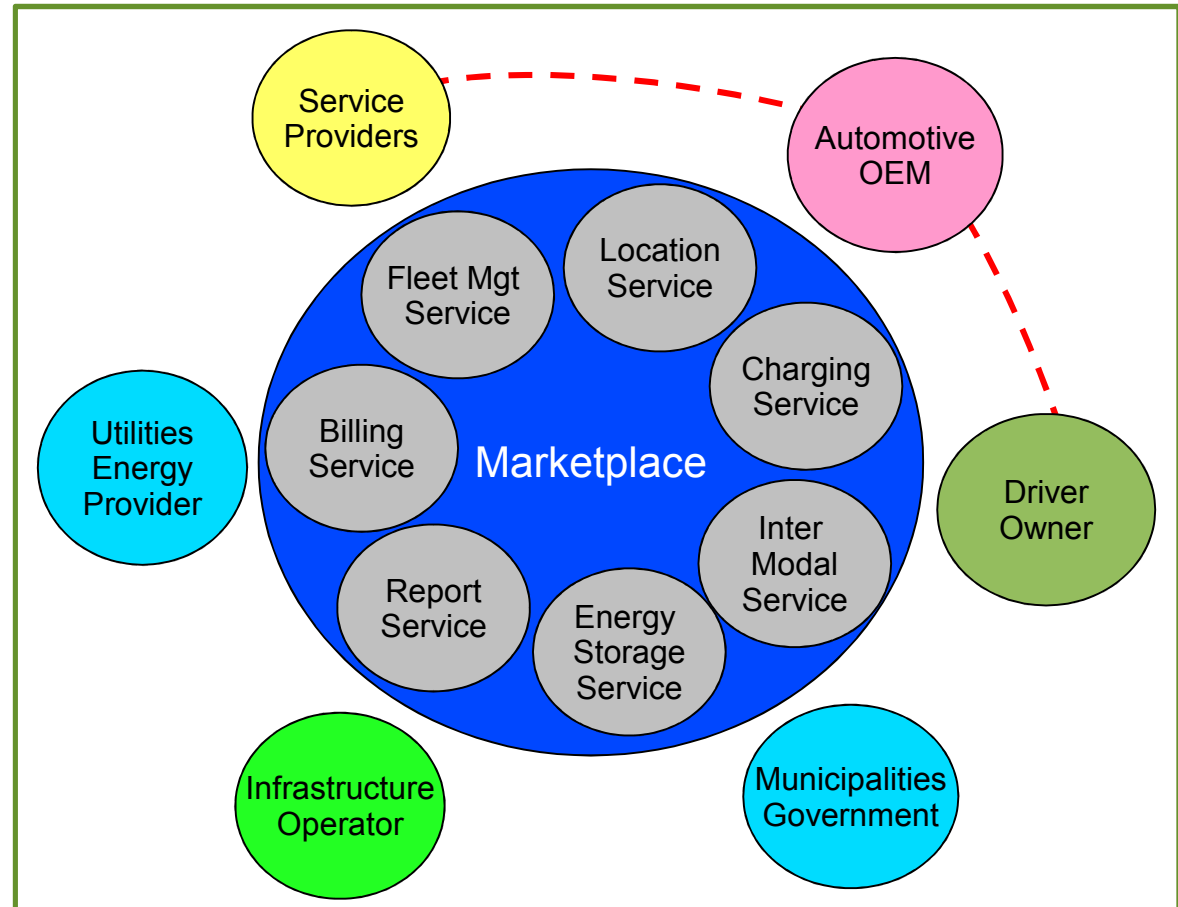 Service
Providers
Automotive
OEM
Location
Service
Fleet Mgt
Service
Charging
Service
Utilities
Energy
Provider
Billing
Service
Marketplace
Driver
Owner
Inter
Modal
Service
Report
Service
Energy
Storage
Service
Infrastructure
Operator
Municipalities
Government